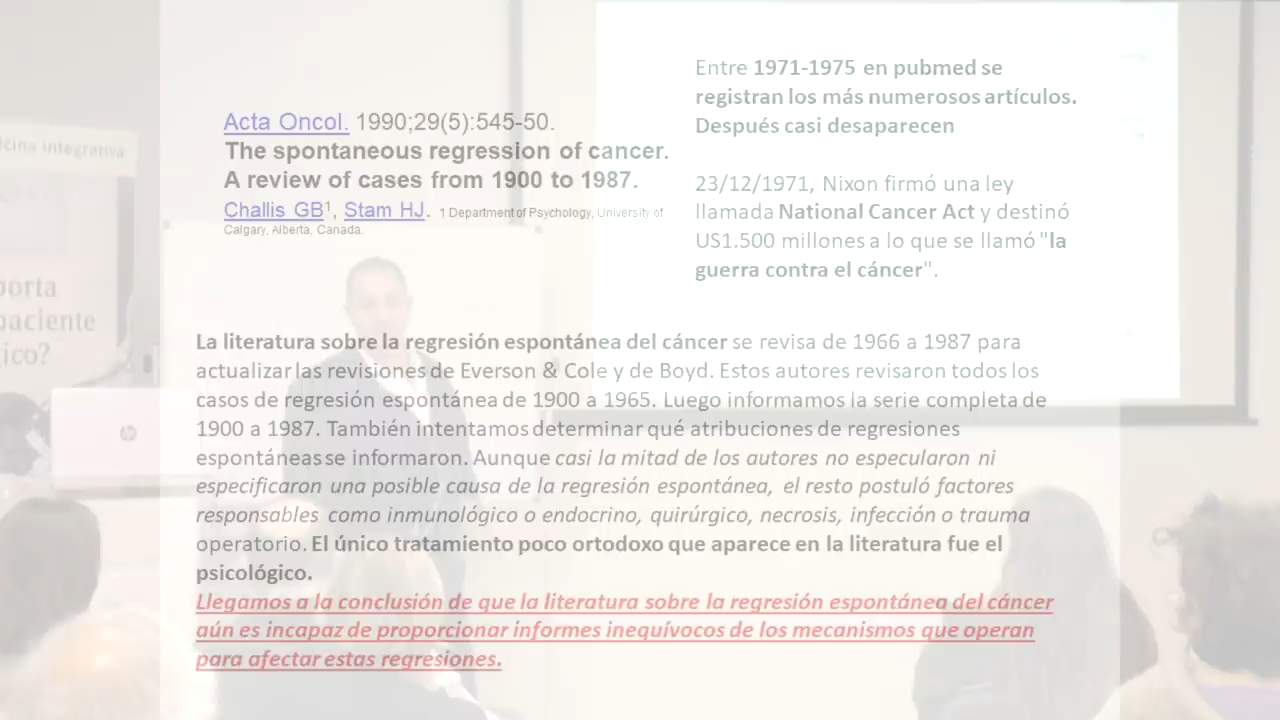 Acta Oncol. 1990;29(5):545-50.
The spontaneous regression of cancer.
A review of cases from 1900 to 1987.
Challis GB1, Stam HJ. 1 Department of Psychology, University of
Calgary, Alberta, Canada.
Entre 1971-1975 en pubmed se
registran los más numerosos artículos.
Después casi desaparecen
23/12/1971, Nixon firmó una ley
llamada National Cancer Act y destinó
US1.500 millones a lo que se llamó "la
guerra contra el cáncer".
La literatura sobre la regresión espontánea del cáncer se revisa de 1966 a 1987 para
actualizar las revisiones de Everson & Cole y de Boyd. Estos autores revisaron todos los
casos de regresión espontánea de 1900 a 1965. Luego informamos la serie completa de
1900 a 1987. También intentamos determinar qué atribuciones de regresiones
espontáneas se informaron. Aunque casi la mitad de los autores no especularon ni
especificaron una posible causa de la regresión espontánea, el resto postuló factores
responsables como inmunológico o endocrino, quirúrgico, necrosis, infección o trauma
operatorio. El único tratamiento poco ortodoxo que aparece en la literatura fue el
psicológico.
Llegamos a la conclusión de que la literatura sobre la regresión espontánea del cáncer
aún es incapaz de proporcionar informes inequívocos de los mecanismos que operan
para afectar estas regresiones.
integrativa
paciente
hp